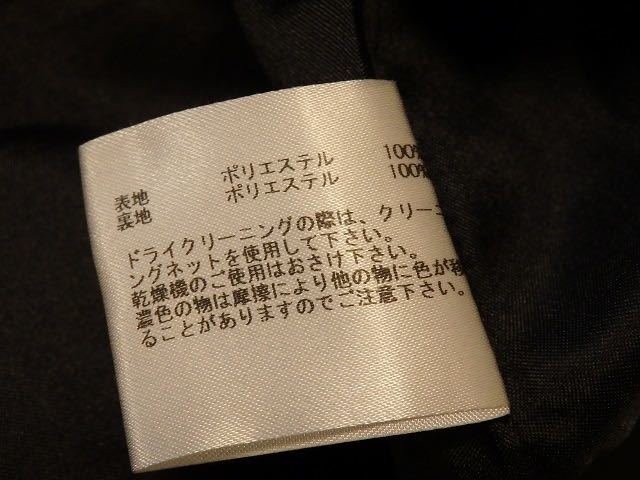 表地 ポリエステル 100%
裏地 ポリエステル 100%
ドライクリーニングの際は、クリーニ
ングネットを使用して下さい。
乾燥機のご使用はおさけ下さい。
濃色の物は摩擦により他の物に色が移
ることがありますのでご注意下さい。